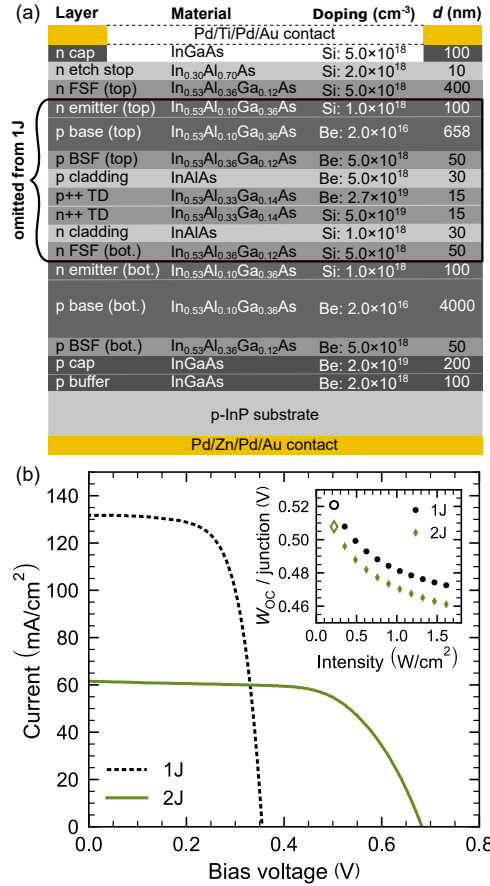 (a) Layer Material Doping (cm⁻³) d (nm)
Pd/Ti/Pd/Au contact
n cap InGaAs Si: 5.0×10¹⁸ 100
n etch stop In₀.₃₀Al₀.₇₀As Si: 2.0×10¹⁸ 10
n FSF (top) In₀.₅₃Al₀.₃₆Ga₀.₁₂As Si: 5.0×10¹⁸ 400
n emitter (top) In₀.₅₃Al₀.₁₀Ga₀.₃₆As Si: 1.0×10¹⁸ 100
p base (top) In₀.₅₃Al₀.₁₀Ga₀.₃₆As Be: 2.0×10¹⁶ 658
p BSF (top) In₀.₅₃Al₀.₃₆Ga₀.₁₂As Be: 5.0×10¹⁸ 50
p cladding InAlAs Be: 5.0×10¹⁸ 30
p++ TD In₀.₅₃Al₀.₃₃Ga₀.₁₄As Be: 2.7×10¹⁹ 15
n++ TD In₀.₅₃Al₀.₃₃Ga₀.₁₄As Si: 5.0×10¹⁹ 15
n cladding InAlAs Si: 1.0×10¹⁸ 30
n FSF (bot.) In₀.₅₃Al₀.₃₆Ga₀.₁₂As Si: 5.0×10¹⁸ 50
omitted from 1J
n emitter (bot.) In₀.₅₃Al₀.₁₀Ga₀.₃₆As Si: 1.0×10¹⁸ 100
p base (bot.) In₀.₅₃Al₀.₁₀Ga₀.₃₆As Be: 2.0×10¹⁶ 4000
p BSF (bot.) In₀.₅₃Al₀.₃₆Ga₀.₁₂As Be: 5.0×10¹⁸ 50
p cap InGaAs Be: 2.0×10¹⁹ 200
p buffer InGaAs Be: 2.0×10¹⁸ 100
p-InP substrate
Pd/Zn/Pd/Au contact
(b)
Current (mA/cm²)
140
120
100
80
60
40
20
0
0.0 0.2 0.4 0.6 0.8
Bias voltage (V)
1J
2J
W_OC / junction (V)
0.52
0.50
0.48
0.46
1J
2J
0.0 0.5 1.0 1.5
Intensity (W/cm²)